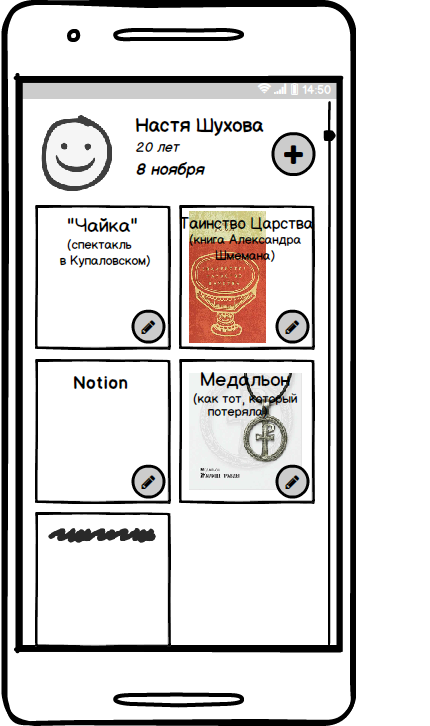 14:50
Настя Шухова
20 лет
8 ноября
"Чайка"
(спектакль
в Купаловском)
Таинство Царства
(книга Александра
Шмемана)
Notion
Медальон
(как тот, который
потеряла)